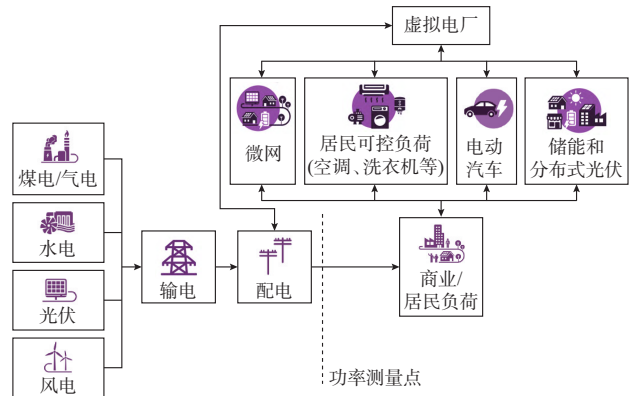 虚拟电厂
微网
居民可控负荷
(空调、洗衣机等)
电动
汽车
储能和
分布式光伏
煤电/气电
水电
光伏
风电
输电
配电
商业/
居民负荷
功率测量点